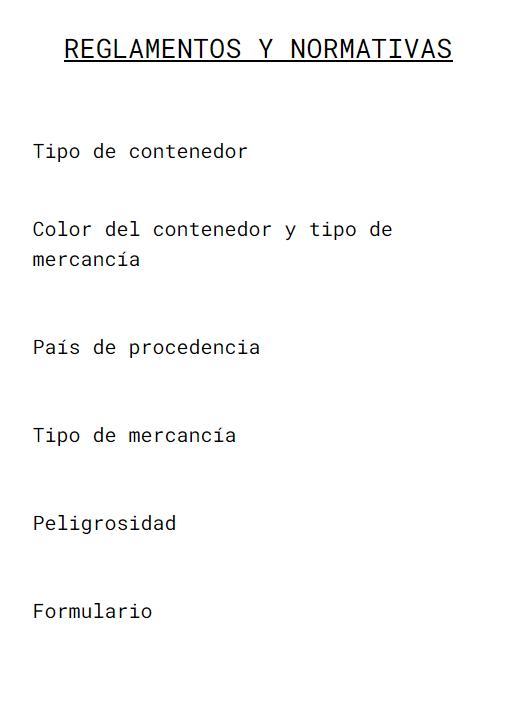 REGLAMENTOS Y NORMATIVAS
Tipo de contenedor
Color del contenedor y tipo de
mercancía
País de procedencia
Tipo de mercancía
Peligrosidad
Formulario